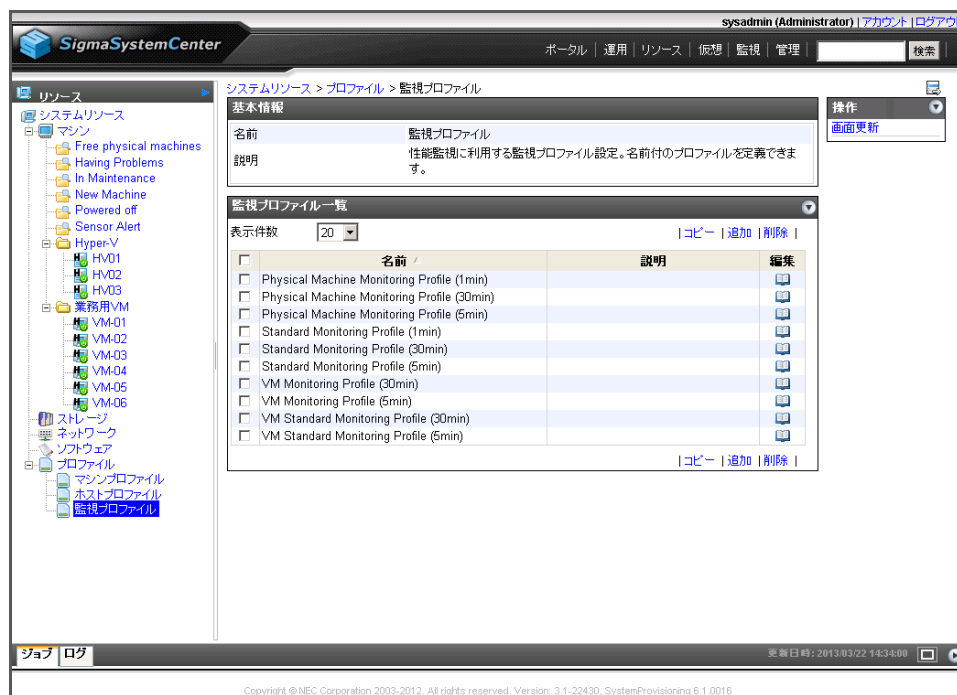 sysadmin (Administrator) | アカウント | ログアウ
SigmaSystemCenter
ポータル | 運用 | リソース | 仮想 | 監視 | 管理 | 検索
リソース
システムリソース
マシン
Free physical machines
Having Problems
In Maintenance
New Machine
Powered off
Sensor Alert
Hyper-V
HV01
HV02
HV03
業務用VM
VM-01
VM-02
VM-03
VM-04
VM-05
VM-06
ストレージ
ネットワーク
ソフトウェア
プロファイル
マシンプロファイル
ホストプロファイル
監視プロファイル
システムリソース > プロファイル > 監視プロファイル
基本情報
名前 監視プロファイル
説明 性能監視に利用する監視プロファイル設定。名前付のプロファイルを定義できま
す。
監視プロファイル一覧
表示件数 20 | コピー | 追加 | 削除 |
名前 説明 編集
Physical Machine Monitoring Profile (1min)
Physical Machine Monitoring Profile (30min)
Physical Machine Monitoring Profile (5min)
Standard Monitoring Profile (1min)
Standard Monitoring Profile (30min)
Standard Monitoring Profile (5min)
VM Monitoring Profile (30min)
VM Monitoring Profile (5min)
VM Standard Monitoring Profile (30min)
VM Standard Monitoring Profile (5min)
| コピー | 追加 | 削除 |
操作
画面更新
ジョブ ログ
更新日時: 2013/03/22 14:34:00
Copyright © NEC Corporation 2003-2012. All rights reserved. Version: 3.1-22430, SystemProvisioning 6.1.0016